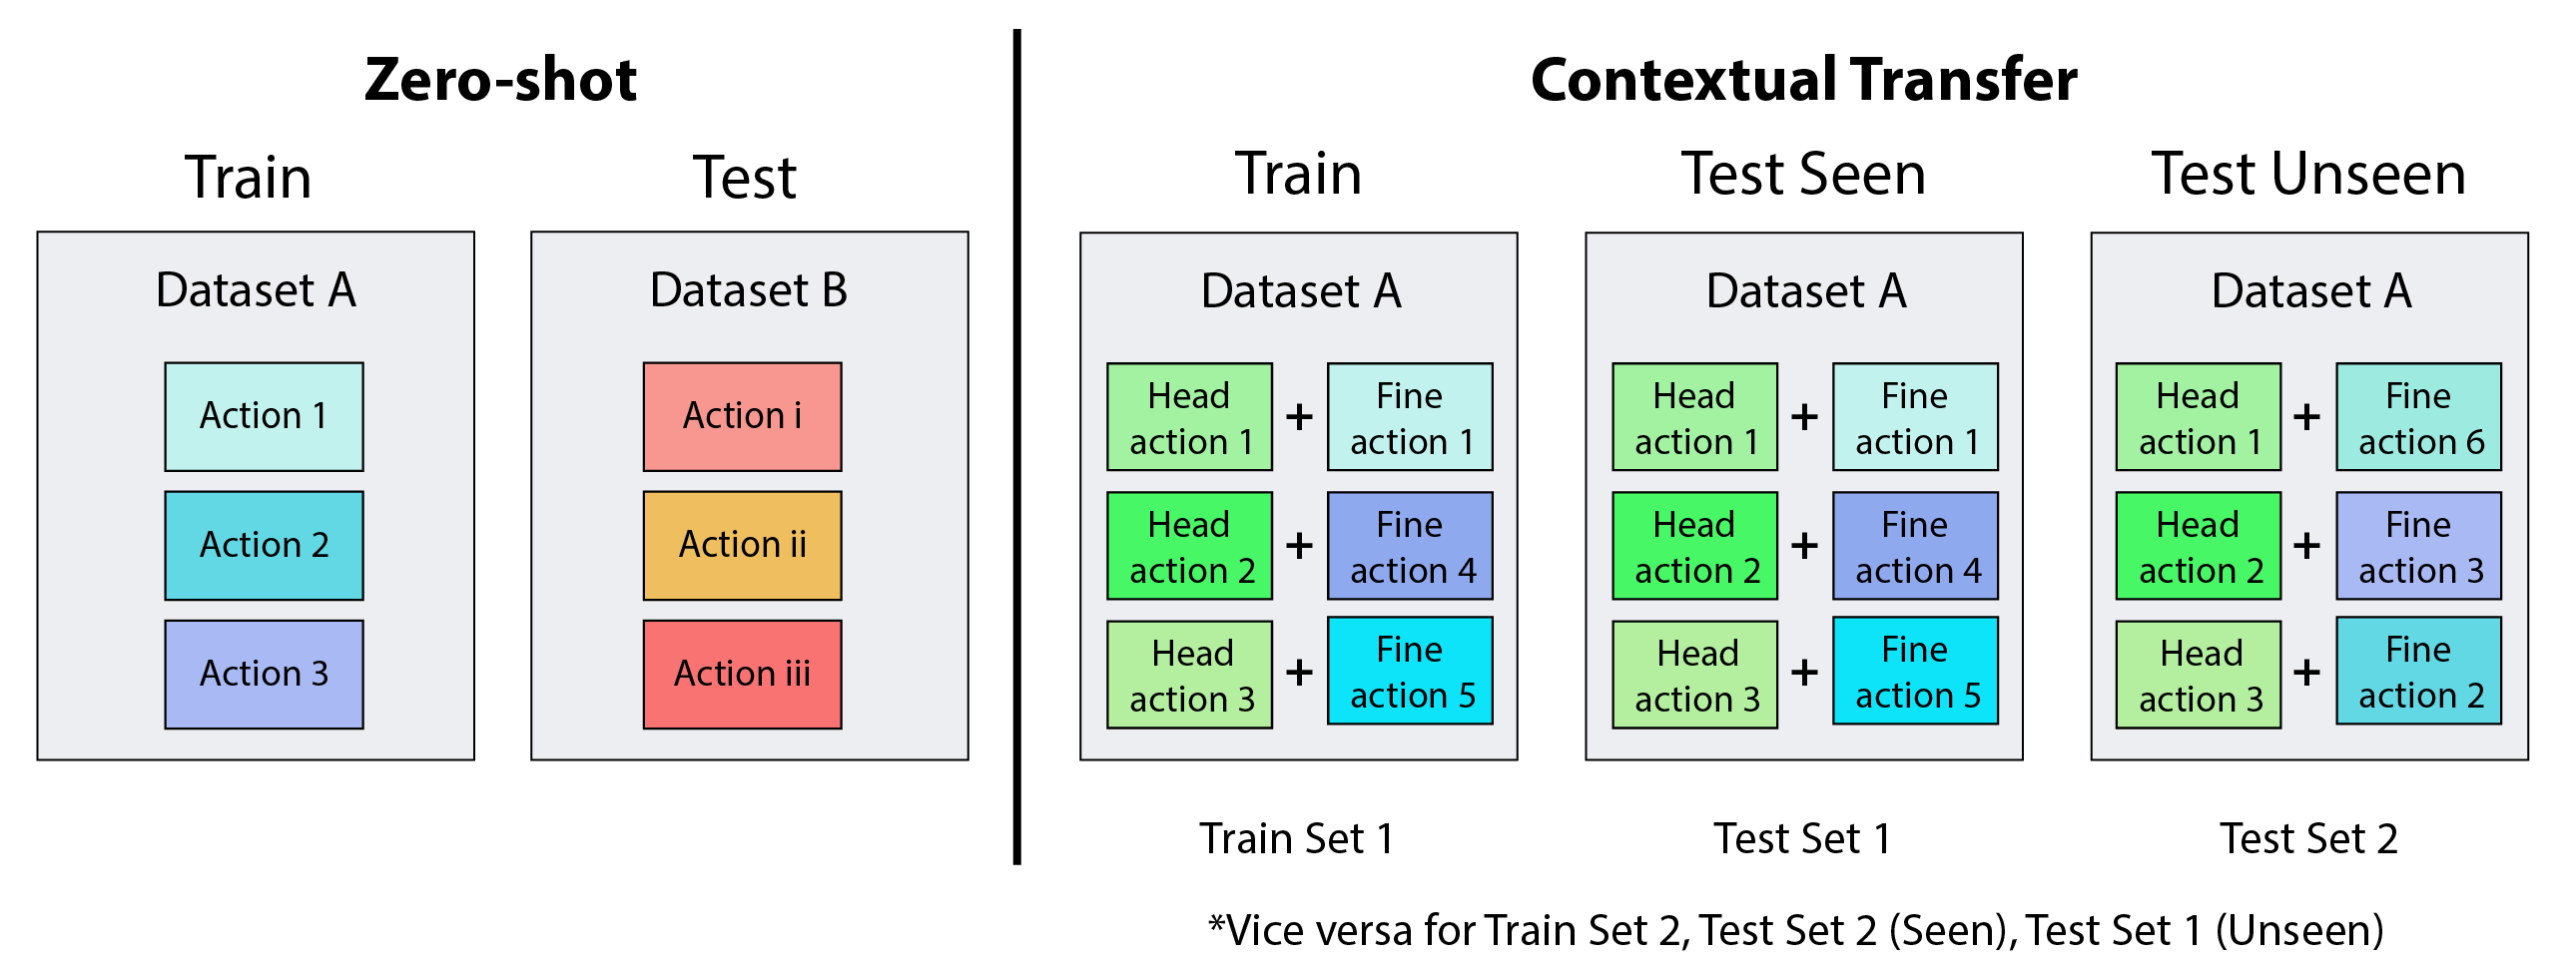 Zero-shot
Train
Test
Dataset A
Action 1
Action 2
Action 3
Dataset B
Action i
Action ii
Action iii
Contextual Transfer
Train
Test Seen
Test Unseen
Dataset A
Head
action 1
+
Fine
action 1
Head
action 2
+
Fine
action 4
Head
action 3
+
Fine
action 5
Train Set 1
Dataset A
Head
action 1
+
Fine
action 1
Head
action 2
+
Fine
action 4
Head
action 3
+
Fine
action 5
Test Set 1
Dataset A
Head
action 1
+
Fine
action 6
Head
action 2
+
Fine
action 3
Head
action 3
+
Fine
action 2
Test Set 2
*Vice versa for Train Set 2, Test Set 2 (Seen), Test Set 1 (Unseen)